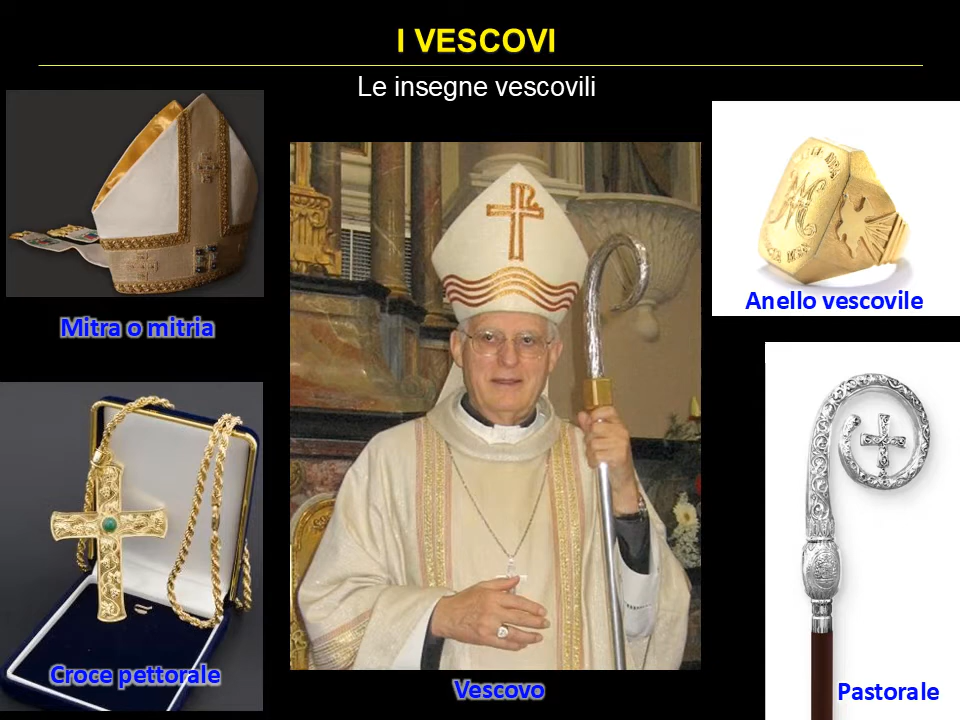 I VESCOVI
Le insegne vescovili
Mitra o mitria
Anello vescovile
Croce pettorale
Vescovo
Pastorale